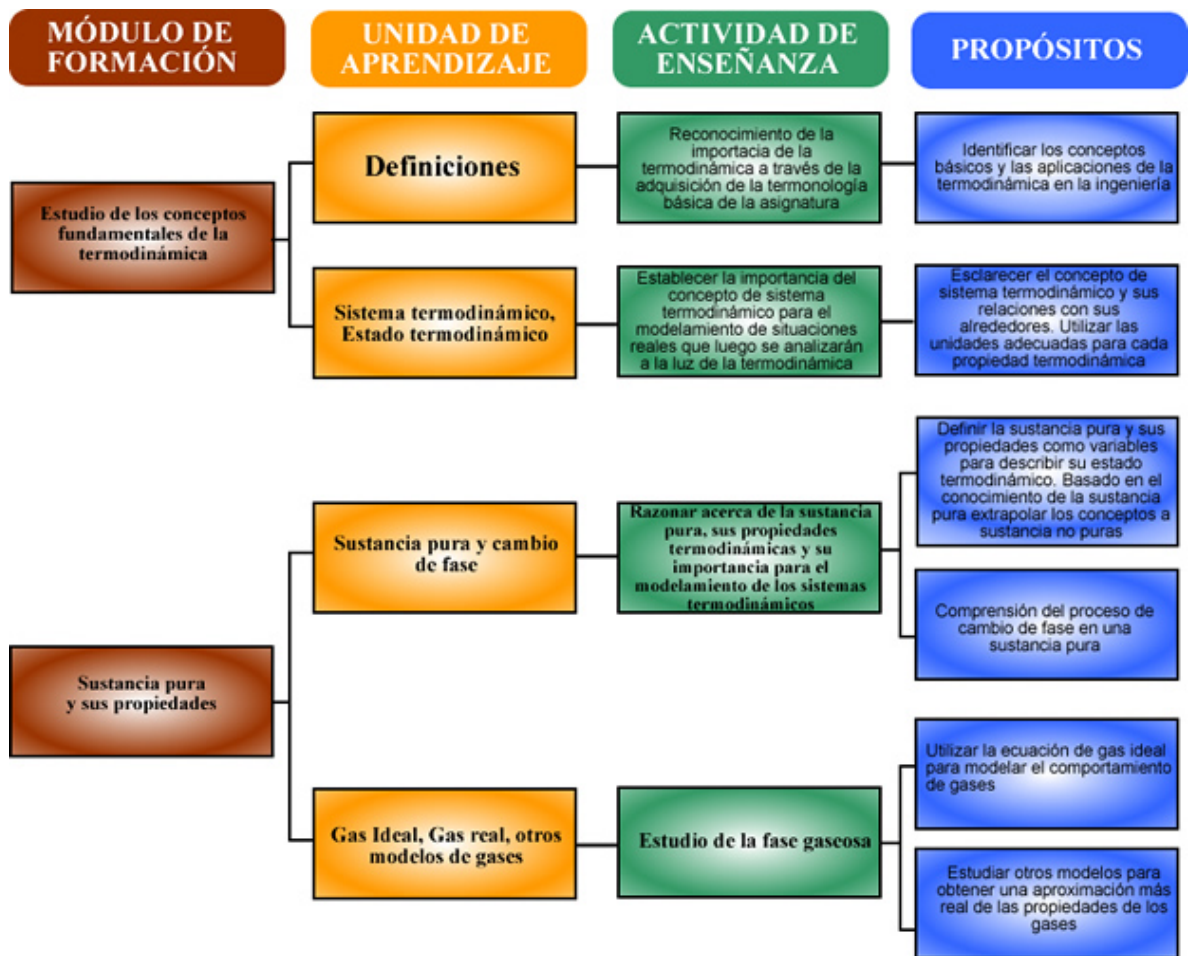 MÓDULO DE
FORMACIÓN
UNIDAD DE
APRENDIZAJE
ACTIVIDAD DE
ENSEÑANZA
PROPÓSITOS
Estudio de los conceptos
fundamentales de la
termodinámica
Definiciones
Reconocimiento de la
importacia de la
termodinámica a través de la
adquisición de la termonología
básica de la asignatura
Identificar los conceptos
básicos y las aplicaciones de la
termodinámica en la ingeniería
Sistema termodinámico,
Estado termodinámico
Establecer la importancia del
concepto de sistema
termodinámico para el
modelamiento de situaciones
reales que luego se analizarán
a la luz de la termodinámica
Esclarecer el concepto de
sistema termodinámico y sus
relaciones con sus
alrededores. Utilizar las
unidades adecuadas para cada
propiedad termodinámica
Sustancia pura
y sus propiedades
Sustancia pura y cambio
de fase
Razonar acerca de la sustancia
pura, sus propiedades
termodinámicas y su
importancia para el
modelamiento de los sistemas
termodinámicos
Definir la sustancia pura y sus
propiedades como variables
para describir su estado
termodinámico. Basado en el
conocimiento de la sustancia
pura extrapolar los conceptos a
sustancia no puras
Comprensión del proceso de
cambio de fase en una
sustancia pura
Gas Ideal, Gas real, otros
modelos de gases
Estudio de la fase gaseosa
Utilizar la ecuación de gas ideal
para modelar el comportamiento
de gases
Estudiar otros modelos para
obtener una aproximación más
real de las propiedades de los
gases